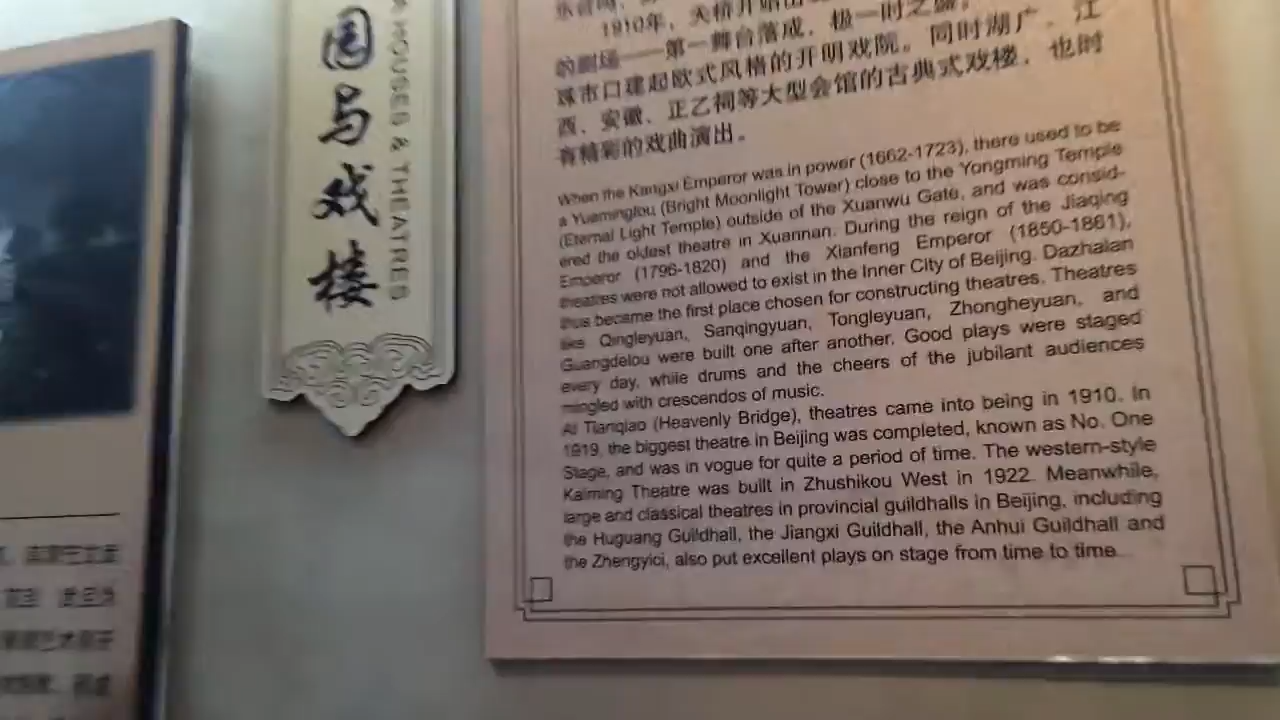 园与戏楼
HOUSES & THEATRES
1910年，天桥开始出
的剧场——第一舞台落成，极一时之盛，
珠市口建起欧式风格的开明戏院。同时湖广、江
西、安徽、正乙祠等大型会馆的古典式戏楼，也时
有精彩的戏曲演出。
When the Kangxi Emperor was in power (1662-1723), there used to be
a Yueminglou (Bright Moonlight Tower) close to the Yongming Temple
(Eternal Light Temple) outside of the Xuanwu Gate, and was consid-
ered the oldest theatre in Xuannan. During the reign of the Jiaqing
Emperor (1796-1820) and the Xianfeng Emperor (1850-1861),
theatres were not allowed to exist in the Inner City of Beijing. Dazhalan
thus became the first place chosen for constructing theatres. Theatres
like Qingleyuan, Sanqingyuan, Tongleyuan, Zhongheyuan, and
Guangdelou were built one after another. Good plays were staged
every day, while drums and the cheers of the jubilant audiences
mingled with crescendos of music.
At Tianqiao (Heavenly Bridge), theatres came into being in 1910. In
1919, the biggest theatre in Beijing was completed, known as No. One
Stage, and was in vogue for quite a period of time. The western-style
Kaiming Theatre was built in Zhushikou West in 1922. Meanwhile,
large and classical theatres in provincial guildhalls in Beijing, including
the Huguang Guildhall, the Jiangxi Guildhall, the Anhui Guildhall and
the Zhengyici, also put excellent plays on stage from time to time.